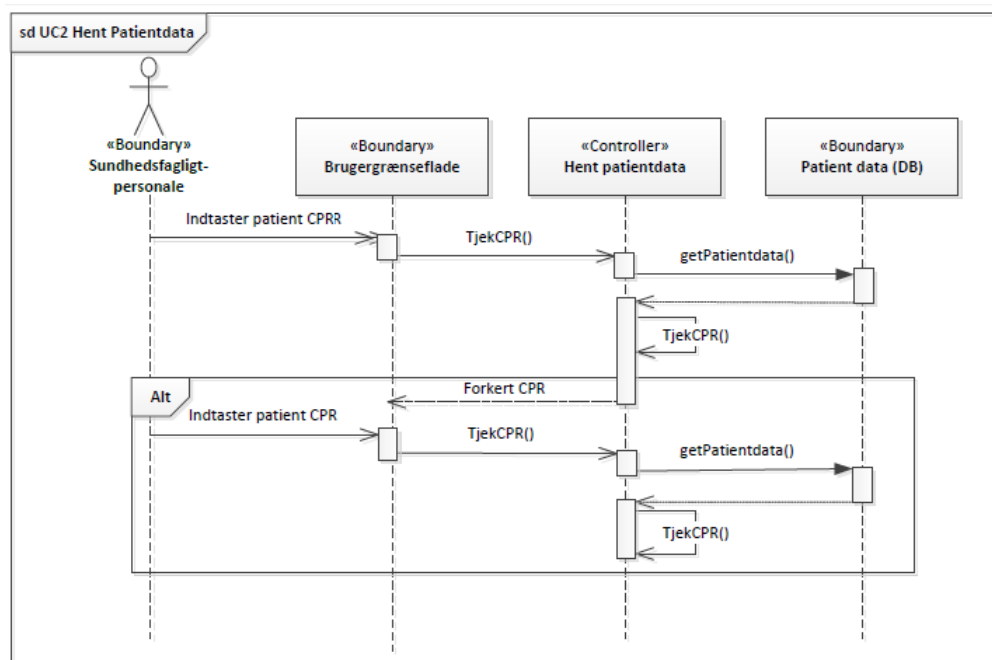 sd UC2 Hent Patientdata
«Boundary»
Sundhedsfagligt-
personale
«Boundary»
Brugergrænseflade
«Controller»
Hent patientdata
«Boundary»
Patient data (DB)
Indtaster patient CPRR
TjekCPR()
getPatientdata()
TjekCPR()
Alt
Forkert CPR
Indtaster patient CPR
TjekCPR()
getPatientdata()
TjekCPR()